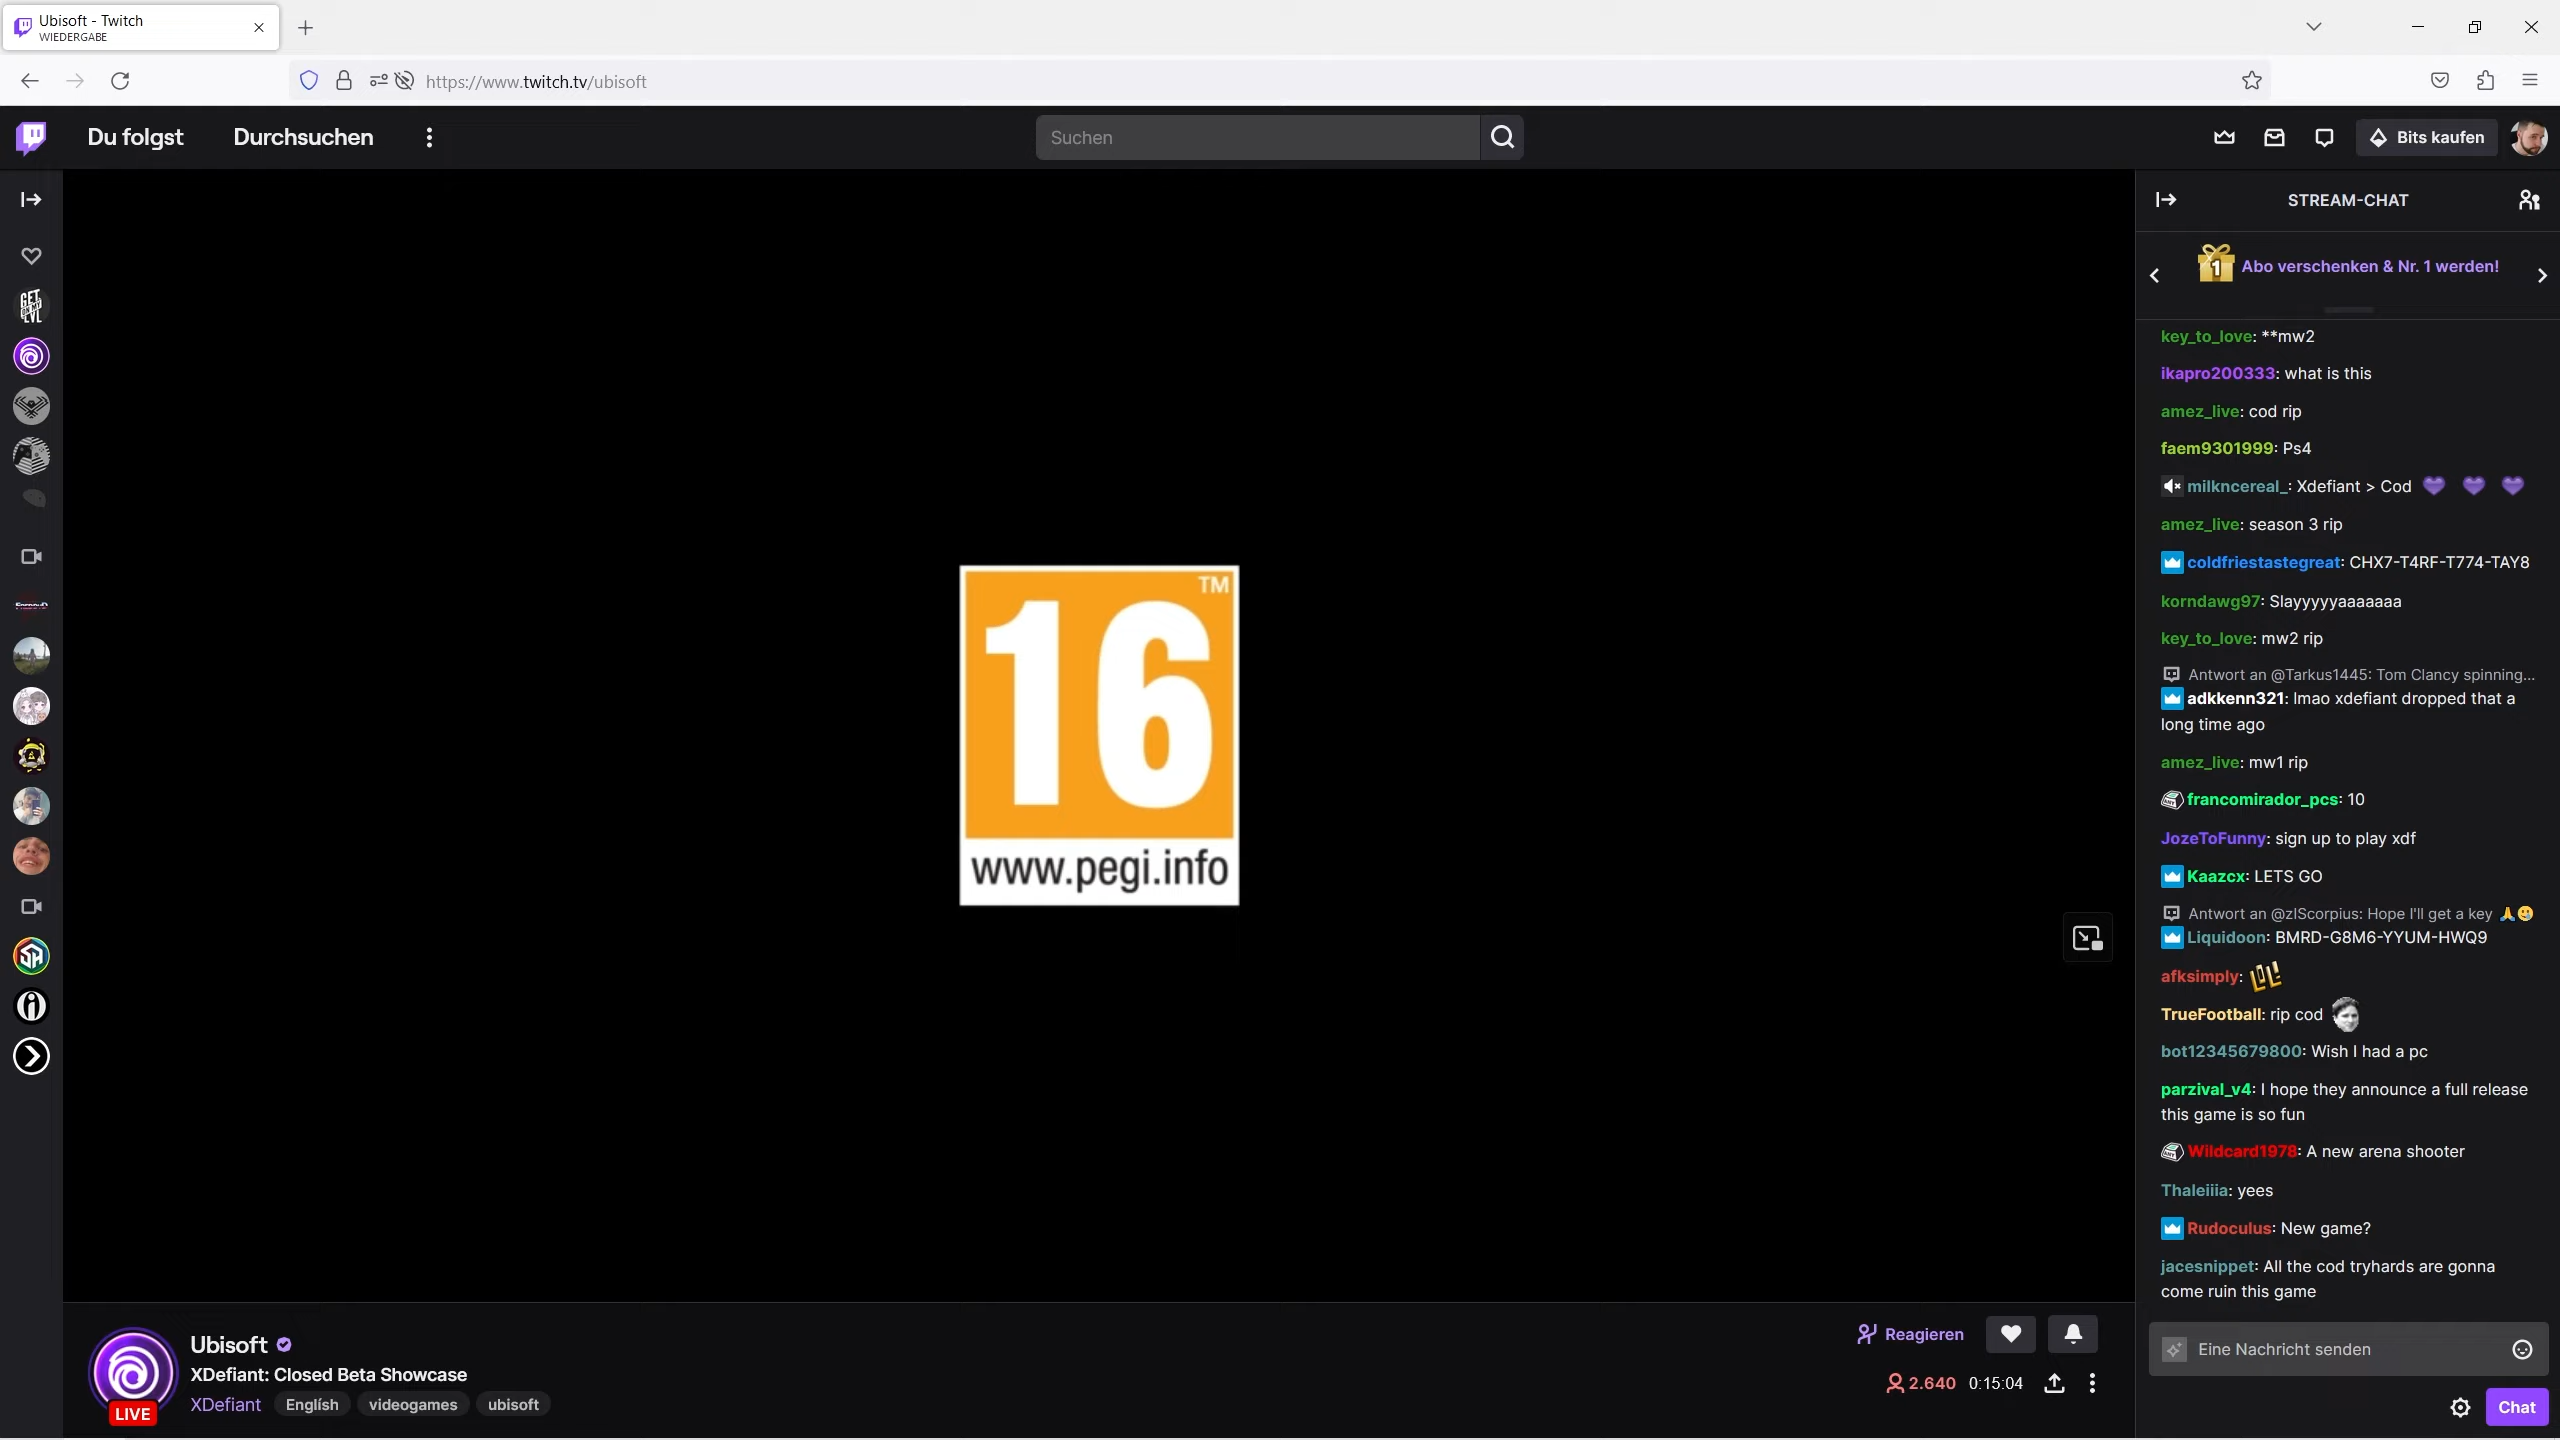 Ubisoft - Twitch
WIEDERGABE
https://www.twitch.tv/ubisoft
Du folgst
Durchsuchen
Suchen
Bits kaufen
GET
LVL
16
TM
www.pegi.info
LIVE
Ubisoft
XDefiant: Closed Beta Showcase
XDefiant
English
videogames
ubisoft
Reagieren
2.640
0:15:04
STREAM-CHAT
1
Abo verschenken & Nr. 1 werden!
key_to_love: **mw2
ikapro200333: what is this
amez_live: cod rip
faem9301999: Ps4
milkncereal_: Xdefiant > Cod
amez_live: season 3 rip
coldfriestastegreat: CHX7-T4RF-T774-TAY8
korndawg97: Slayyyyyaaaaaaa
key_to_love: mw2 rip
Antwort an @Tarkus1445: Tom Clancy spinning...
adkkenn321: lmao xdefiant dropped that a
long time ago
amez_live: mw1 rip
francomirador_pcs: 10
JozeToFunny: sign up to play xdf
Kaazcx: LETS GO
Antwort an @zIScorpius: Hope I'll get a key 🙏🥲
Liquidoon: BMRD-G8M6-YYUM-HWQ9
afksimply: LUL
TrueFootball: rip cod
bot12345679800: Wish I had a pc
parzival_v4: I hope they announce a full release
this game is so fun
Wildcard1978: A new arena shooter
Thaleiiia: yees
Rudoculus: New game?
jacesnippet: All the cod tryhards are gonna
come ruin this game
Eine Nachricht senden
Chat